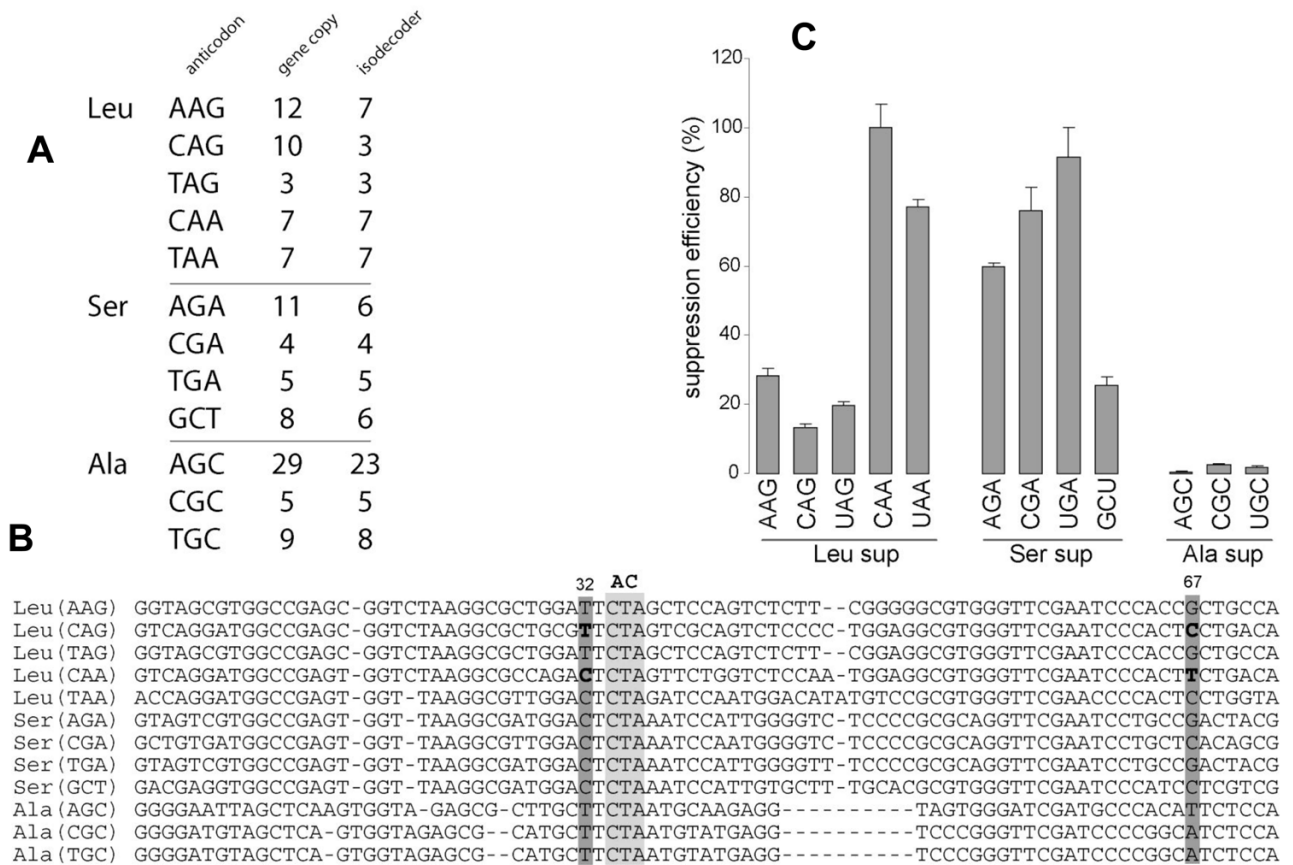 A
anticodon gene copy isodecoder
Leu AAG 12 7
CAG 10 3
TAG 3 3
CAA 7 7
TAA 7 7
Ser AGA 11 6
CGA 4 4
TGA 5 5
GCT 8 6
Ala AGC 29 23
CGC 5 5
TGC 9 8
C
suppression efficiency (%)
120
100
80
60
40
20
0
AAG CAG UAG CAA UAA AGA CGA UGA GCU AGC CGC UGC
Leu sup Ser sup Ala sup
B
32 AC 67
Leu(AAG) GGTAGCGTGGCCGAGC-GGTCTAAGGCGCTGGATTCTAGCTCCAGTCTCTT--CGGGGGCGTGGGTTCGAATCCCACCGCTGCCA
Leu(CAG) GTCAGGATGGCCGAGC-GGTCTAAGGCGCTGCGTTCTAGTCGCAGTCTCCCC-TGGAGGCGTGGGTTCGAATCCCACTCCTGACA
Leu(TAG) GGTAGCGTGGCCGAGC-GGTCTAAGGCGCTGGATTCTAGCTCCAGTCTCTT--CGGAGGCGTGGGTTCGAATCCCACCGCTGCCA
Leu(CAA) GTCAGGATGGCCGAGT-GGTCTAAGGCGCCAGACTCTAGTTCTGGTCTCCAA-TGGAGGCGTGGGTTCGAATCCCACTTCTGACA
Leu(TAA) ACCAGGATGGCCGAGT-GGT-TAAGGCGTTGGACTCTAGATCCAATGGACATATGTCCGCGTGGGTTCGAACCCCACTCCTGGTA
Ser(AGA) GTAGTCGTGGCCGAGT-GGT-TAAGGCGATGGACTCTAAATCCATTGGGGTC-TCCCCGCGCAGGTTCGAATCCTGCCGACTACG
Ser(CGA) GCTGTGATGGCCGAGT-GGT-TAAGGCGTTGGACTCTAAATCCAATGGGGTC-TCCCCGCGCAGGTTCGAATCCTGCTCACAGCG
Ser(TGA) GTAGTCGTGGCCGAGT-GGT-TAAGGCGATGGACTCTAAATCCATTGGGGTT-TCCCCGCGCAGGTTCGAATCCTGCCGACTACG
Ser(GCT) GACGAGGTGGCCGAGT-GGT-TAAGGCGATGGACTCTAAATCCATTGTGCTT-TGCACGCGTGGGTTCGAATCCCATCCTCGTCG
Ala(AGC) GGGGAATTAGCTCAAGTGGTA-GAGCG-CTTGCTTCTAATGCAAGAGG----------TAGTGGGATCGATGCCCACATTCTCCA
Ala(CGC) GGGGATGTAGCTCA-GTGGTAGAGCG--CATGCTTCTAATGTATGAGG----------TCCCGGGTTCGATCCCCGGCATCTCCA
Ala(TGC) GGGGATGTAGCTCA-GTGGTAGAGCG--CATGCTTCTAATGTATGAGG----------TCCCGGGTTCGATCCCCGGCATCTCCA